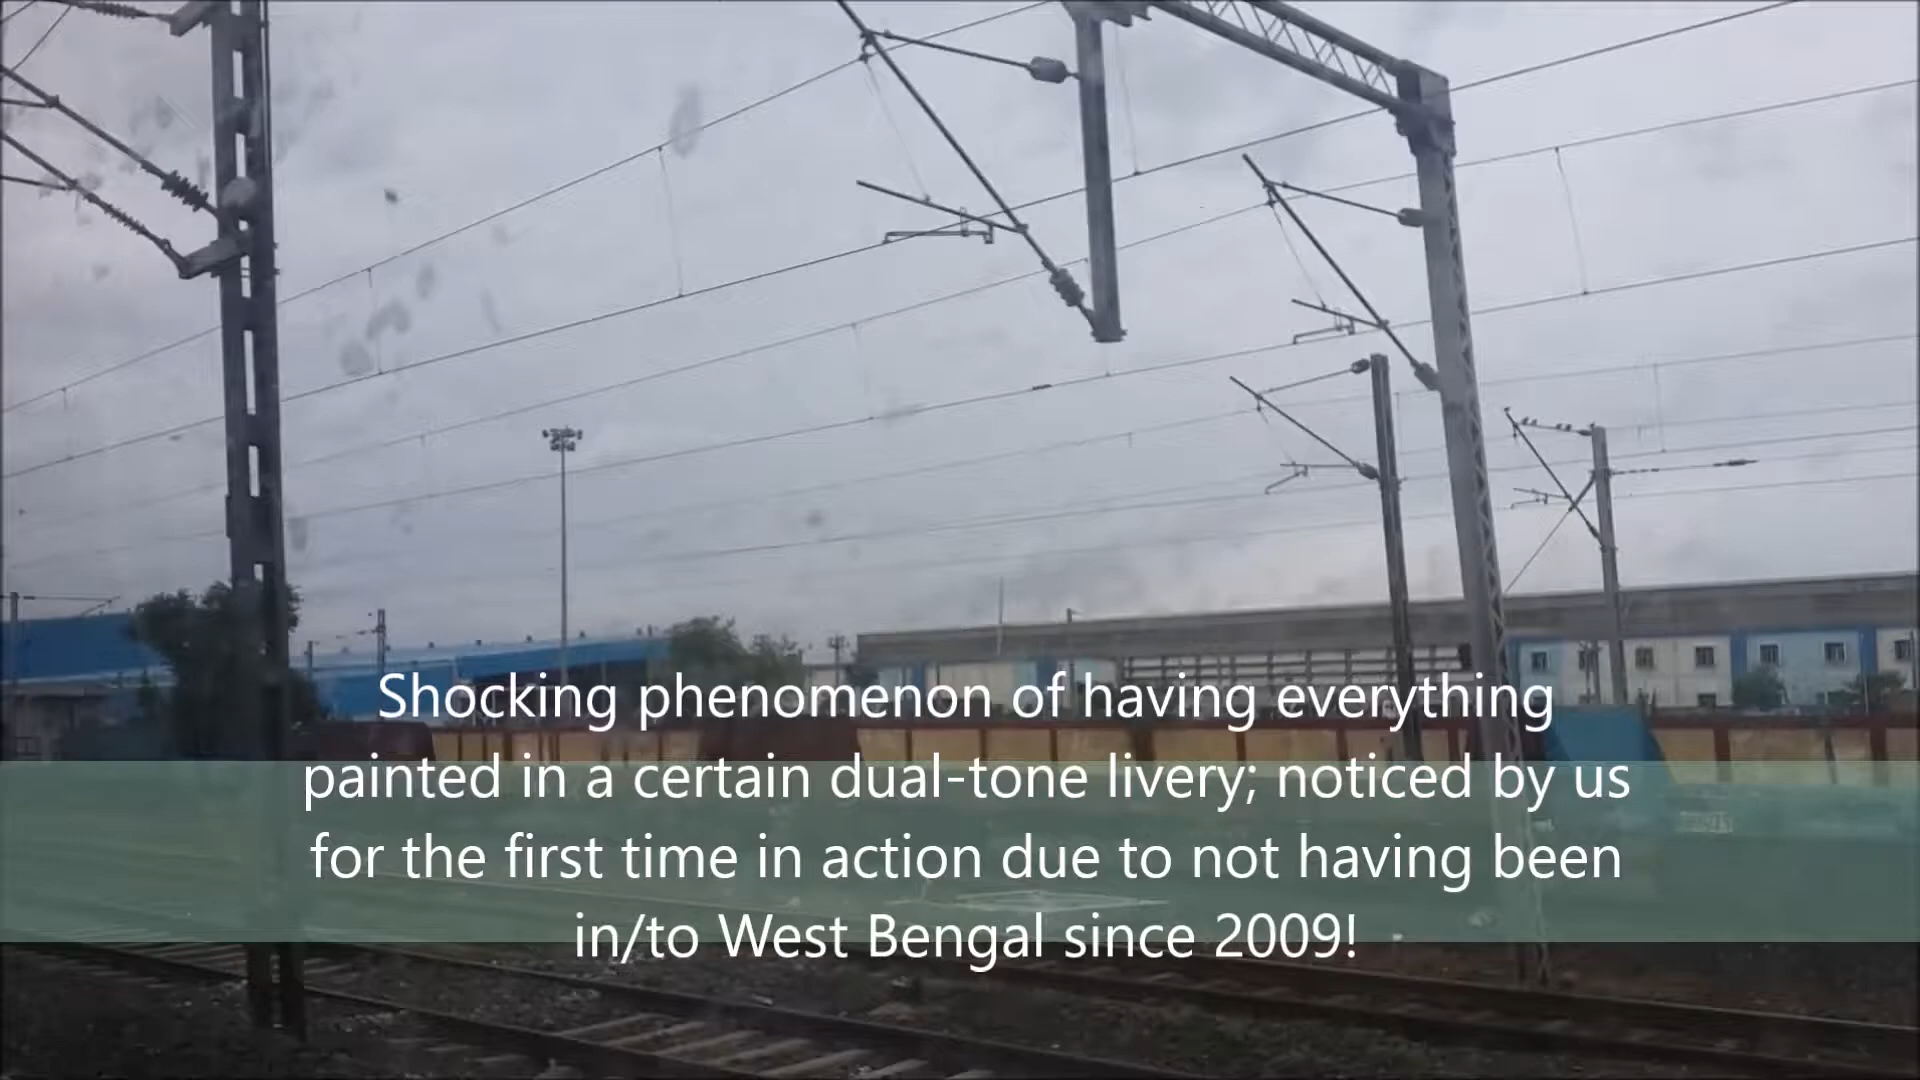 Shocking phenomenon of having everything
painted in a certain dual-tone livery; noticed by us
for the first time in action due to not having been
in/to West Bengal since 2009!